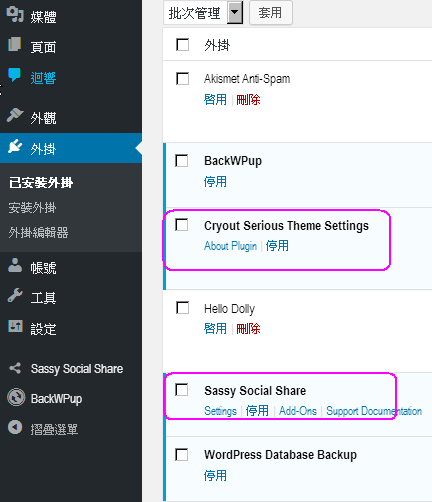 媒體
頁面
迴響
外觀
外掛
已安裝外掛
安裝外掛
外掛編輯器
帳號
工具
設定
Sassy Social Share
BackWPup
摺疊選單
批次管理 套用
外掛
Akismet Anti-Spam
啓用 | 刪除
BackWPup
停用
Cryout Serious Theme Settings
About Plugin | 停用
Hello Dolly
啓用 | 刪除
Sassy Social Share
Settings | 停用 | Add-Ons | Support Documentation
WordPress Database Backup
停用